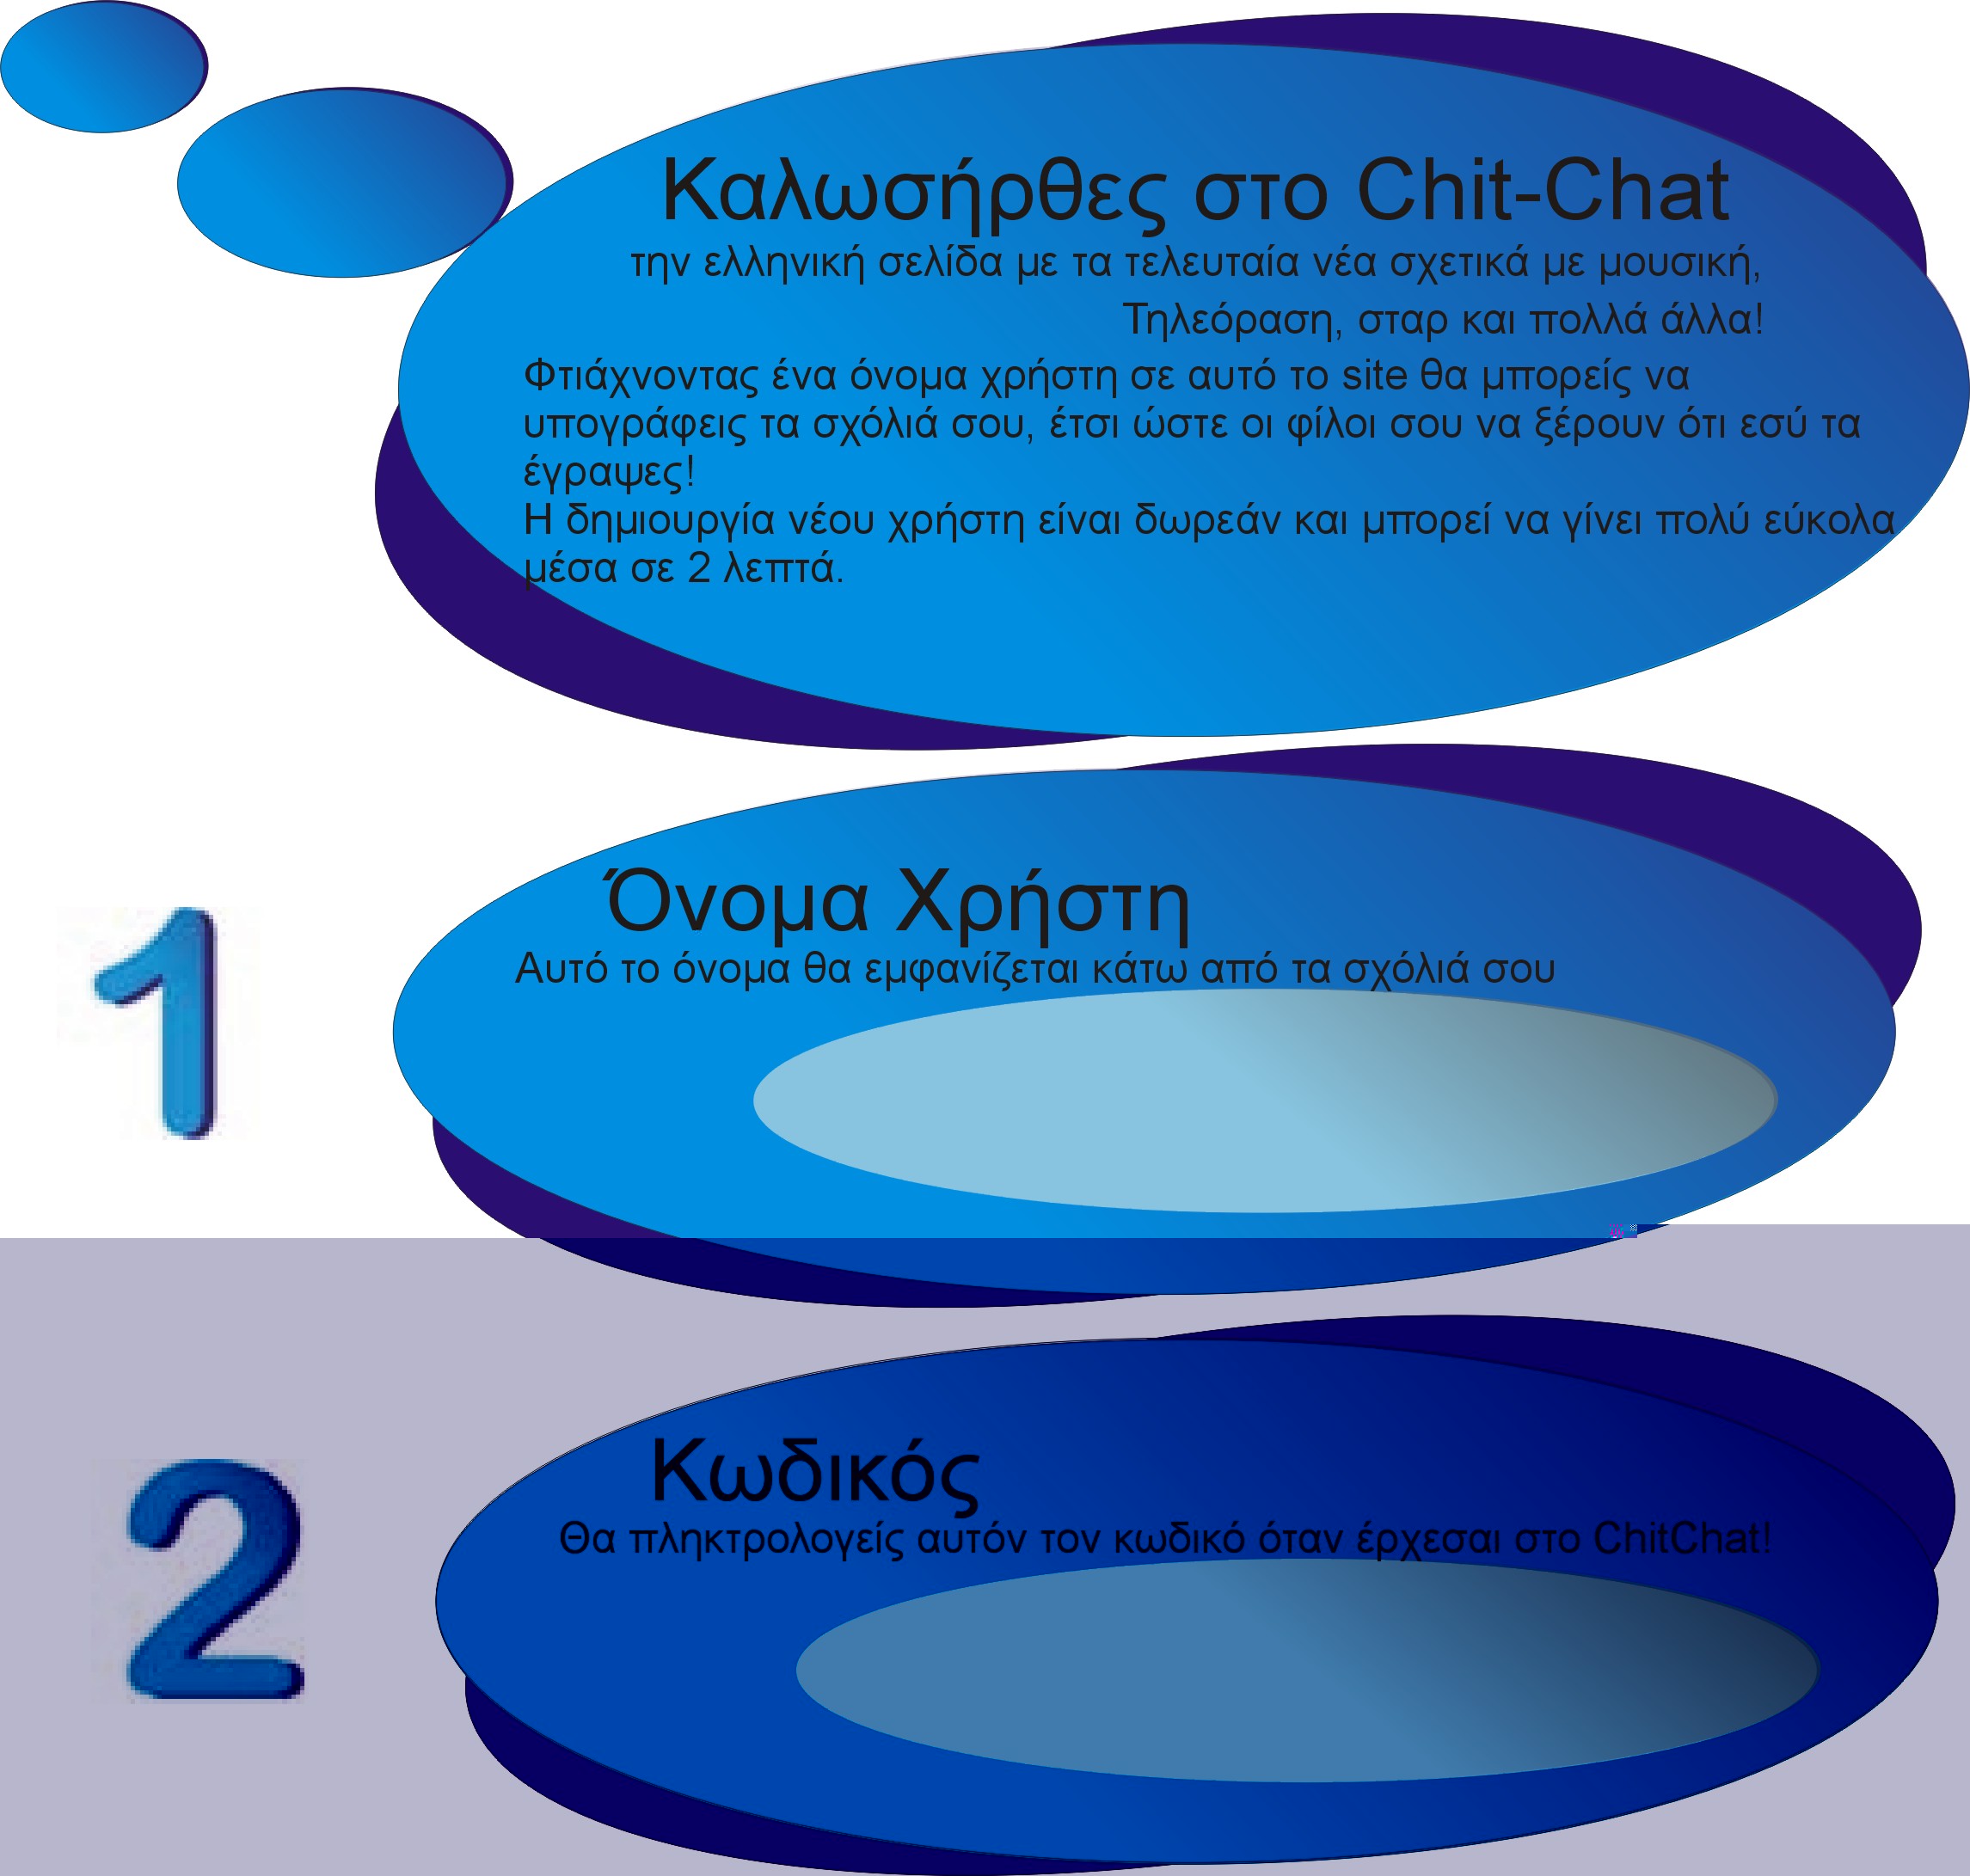 Καλωσήρθες στο Chit-Chat
την ελληνική σελίδα με τα τελευταία νέα σχετικά με μουσική,
Τηλεόραση, σταρ και πολλά άλλα!
Φτιάχνοντας ένα όνομα χρήστη σε αυτό το site θα μπορείς να
υπογράφεις τα σχόλιά σου, έτσι ώστε οι φίλοι σου να ξέρουν ότι εσύ τα
έγραψες!
Η δημιουργία νέου χρήστη είναι δωρεάν και μπορεί να γίνει πολύ εύκολα
μέσα σε 2 λεπτά.
1
Όνομα Χρήστη
Αυτό το όνομα θα εμφανίζεται κάτω από τα σχόλιά σου
2
Κωδικός
Θα πληκτρολογείς αυτόν τον κωδικό όταν έρχεσαι στο ChitChat!